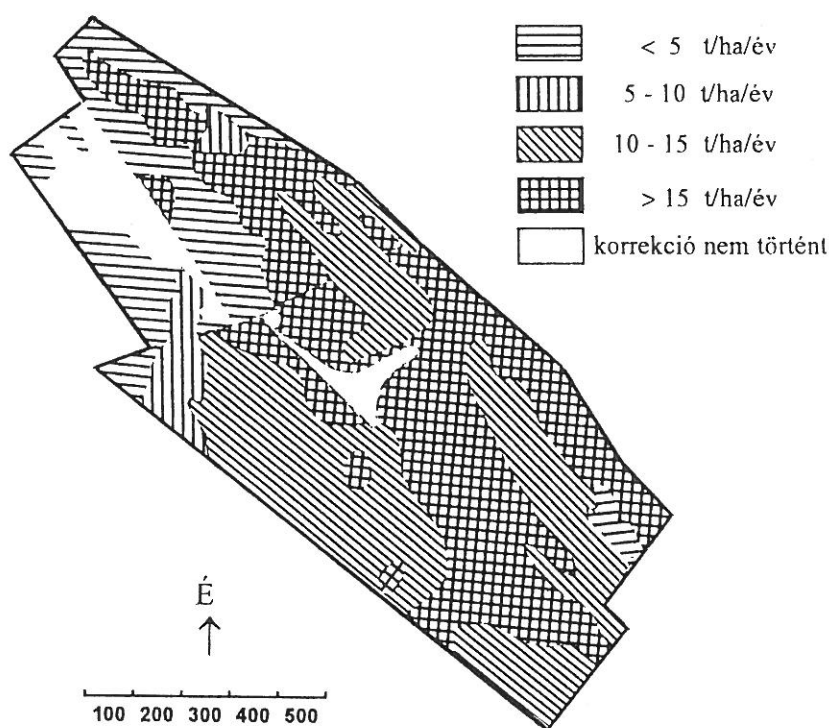 < 5 t/ha/év
5 - 10 t/ha/év
10 - 15 t/ha/év
> 15 t/ha/év
korrekció nem történt
É
100 200 300 400 500